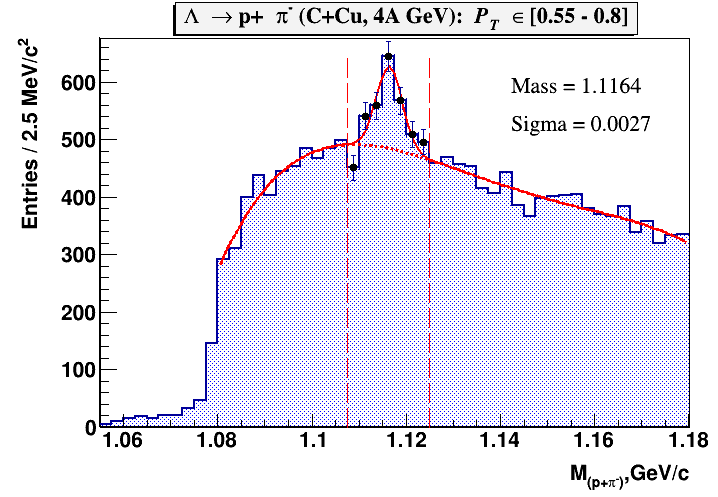 Λ → p+ π⁻ (C+Cu, 4A GeV): P_T ∈ [0.55 - 0.8]
Entries / 2.5 MeV/c²
600
500
400
300
200
100
0
Mass = 1.1164
Sigma = 0.0027
1.06 1.08 1.1 1.12 1.14 1.16 1.18
M_(p+π⁻),GeV/c